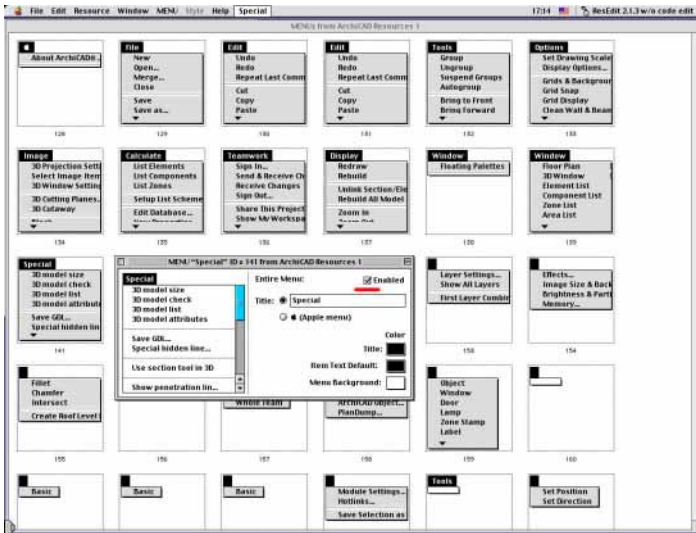 File Edit Resource Window MENU Style Help Special 17:14 ResEdit 2.1.3 w/o code edit
MENUs from ArchiCAD Resources 1
About ArchiCAD®
128
File
New
Open...
Merge...
Close
Save
Save as...
129
Edit
Undo
Redo
Repeat Last Comm
Cut
Copy
Paste
130
Edit
Undo
Redo
Repeat Last Comm
Cut
Copy
Paste
131
Tools
Group
Ungroup
Suspend Groups
Autogroup
Bring to Front
Bring Forward
132
Options
Set Drawing Scale
Display Options...
Grids & Backgroun
Grid Snap
Grid Display
Clean Wall & Beam
133
Image
3D Projection Setti
Select Image Item
3D Window Setting
3D Cutting Planes...
3D Cutaway
134
Calculate
List Elements
List Components
List Zones
Setup List Scheme
Edit Database...
135
Teamwork
Sign In...
Send & Receive Ch
Receive Changes
Sign Out...
Share This Project
Show My Workspa
136
Display
Redraw
Rebuild
Unlink Section/Ele
Rebuild All Model
Zoom In
Zoom Out
137
Window
Floating Palettes
138
Window
Floor Plan
3D Window
Element List
Component List
Zone List
Area List
139
Special
3D model size
3D model check
3D model list
3D model attribute
Save GDL...
Special hidden lin
141
MENU "Special" ID = 141 from ArchiCAD Resources 1
Special
3D model size
3D model check
3D model list
3D model attributes
Save GDL...
Special hidden line...
Use section tool in 3D
Show penetration lin...
Entire Menu: Enabled
Title: Special
(Apple menu)
Color
Title:
Item Text Default:
Menu Background:
Layer Settings...
Show All Layers
First Layer Combin
153
Effects...
Image Size & Back
Brightness & Parti
Memory...
154
Fillet
Chamfer
Intersect
Create Roof Level L
155
156
Whole Team
157
ArchiCAD Object...
PlanDump...
158
Object
Window
Door
Lamp
Zone Stamp
Label
159
160
Basic
Basic
Basic
Module Settings...
Hotlinks...
Save Selection as
Tools
Set Position
Set Direction